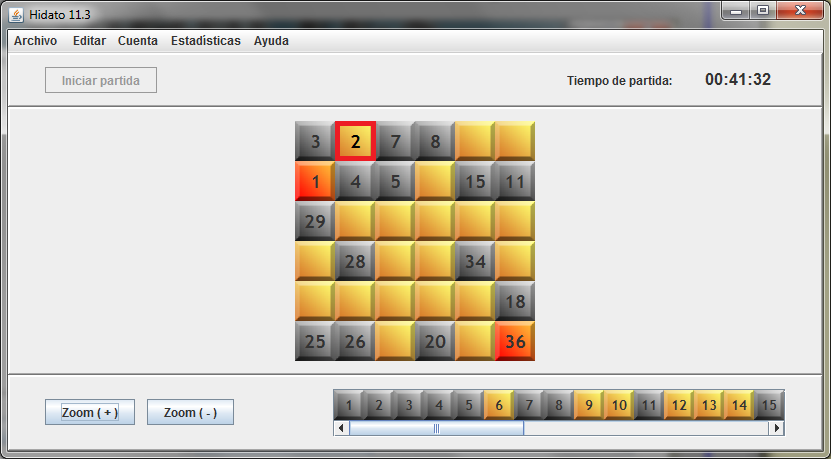 Hidato 11.3
Archivo Editar Cuenta Estadísticas Ayuda
Iniciar partida Tiempo de partida: 00:41:32
3 2 7 8
1 4 5 15 11
29
28 34
18
25 26 20 36
Zoom ( + ) Zoom ( - ) 1 2 3 4 5 6 7 8 9 10 11 12 13 14 15